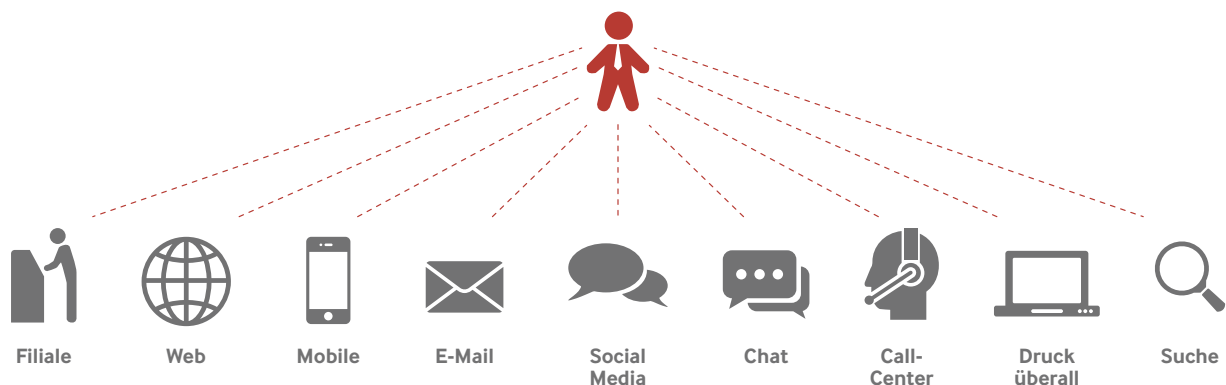 Filiale
Web
Mobile
E-Mail
Social
Media
Chat
Call-
Center
Druck
überall
Suche